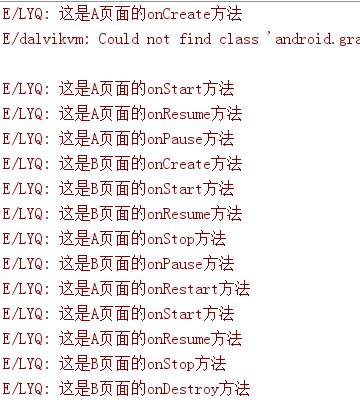 E/LYQ: 这是A页面的onCreate方法
E/dalvikvm: Could not find class 'android.gra
E/LYQ: 这是A页面的onStart方法
E/LYQ: 这是A页面的onResume方法
E/LYQ: 这是A页面的onPause方法
E/LYQ: 这是B页面的onCreate方法
E/LYQ: 这是B页面的onStart方法
E/LYQ: 这是B页面的onResume方法
E/LYQ: 这是A页面的onStop方法
E/LYQ: 这是B页面的onPause方法
E/LYQ: 这是A页面的onRestart方法
E/LYQ: 这是A页面的onStart方法
E/LYQ: 这是A页面的onResume方法
E/LYQ: 这是B页面的onStop方法
E/LYQ: 这是B页面的onDestroy方法